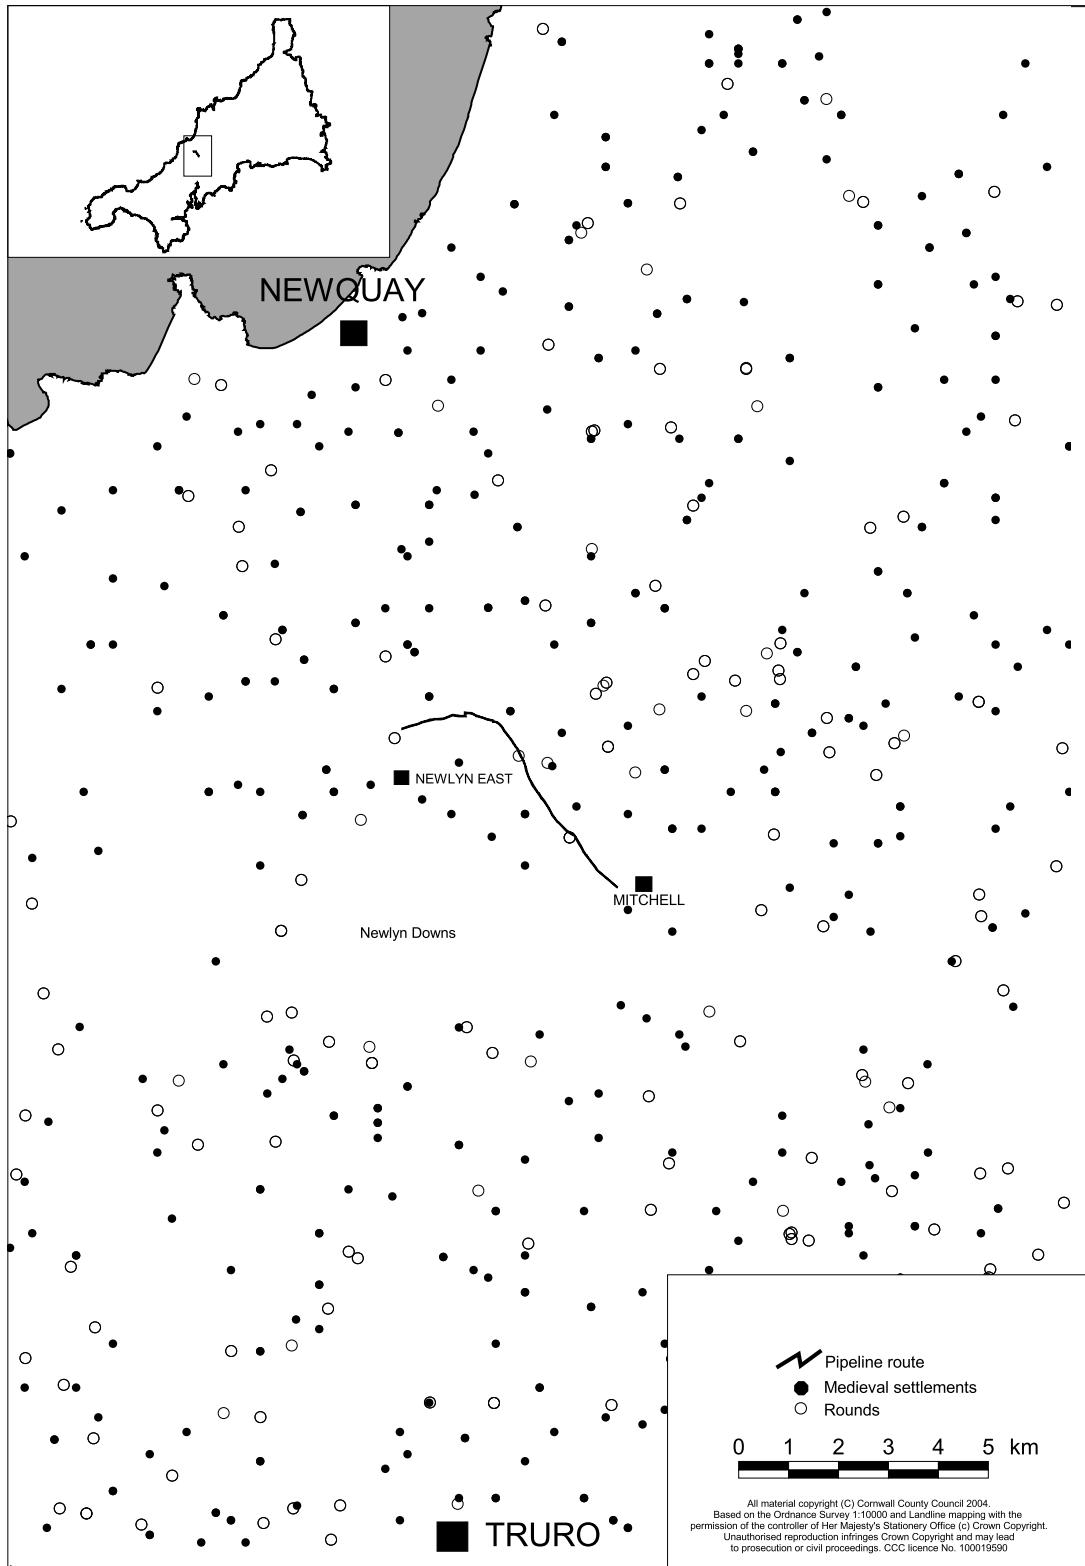 NEWQUAY
NEWLYN EAST
MITCHELL
Newlyn Downs
Pipeline route
Medieval settlements
Rounds
0 1 2 3 4 5 km
All material copyright (C) Cornwall County Council 2004.
Based on the Ordnance Survey 1:10000 and Landline mapping with the
permission of the controller of Her Majesty's Stationery Office (c) Crown Copyright.
Unauthorised reproduction infringes Crown Copyright and may lead
to prosecution or civil proceedings. CCC licence No. 100019590
TRURO